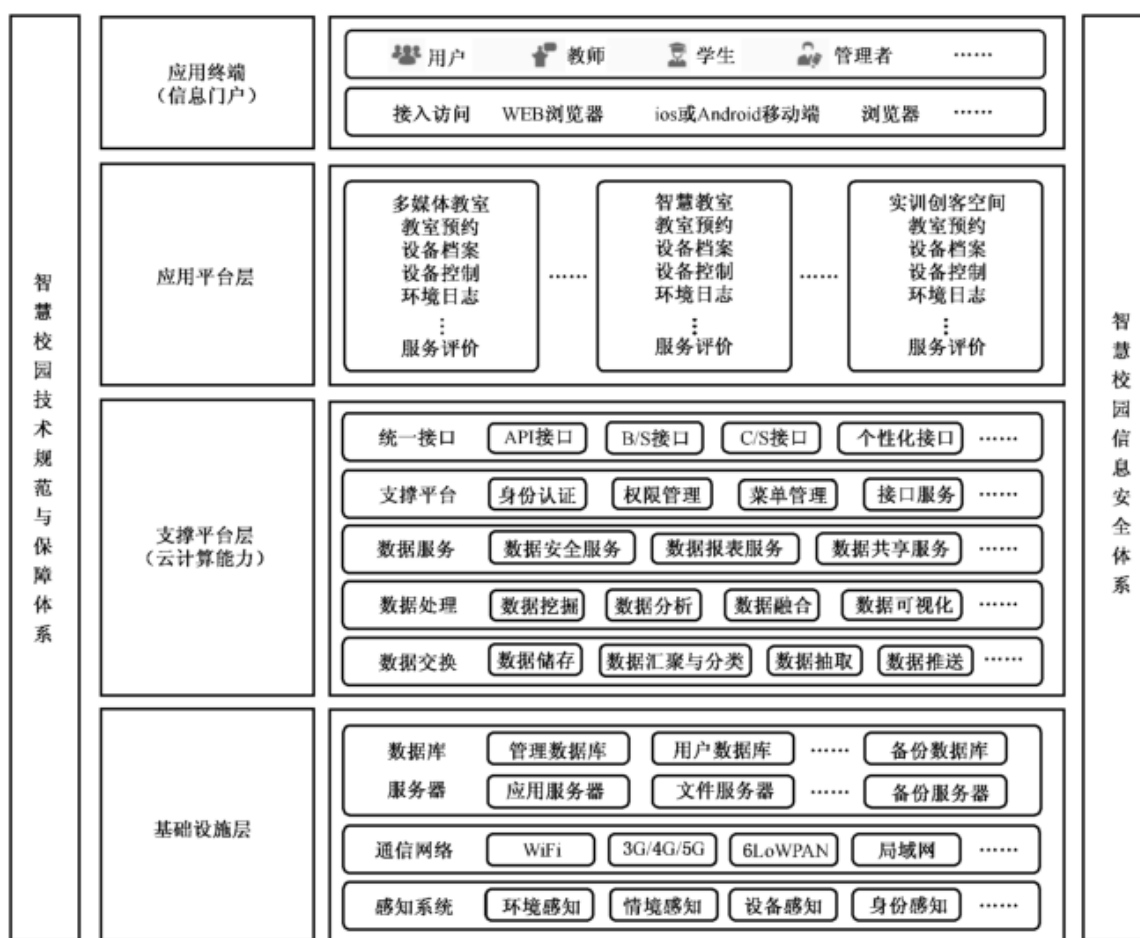 智慧校园技术规范与保障体系
应用终端
（信息门户）
用户 教师 学生 管理者 ……
接入访问 WEB浏览器 ios或Android移动端 浏览器 ……
应用平台层
多媒体教室
教室预约
设备档案
设备控制
环境日志
⋮
服务评价
……
智慧教室
教室预约
设备档案
设备控制
环境日志
⋮
服务评价
……
实训创客空间
教室预约
设备档案
设备控制
环境日志
⋮
服务评价
支撑平台层
（云计算能力）
统一接口 API接口 B/S接口 C/S接口 个性化接口 ……
支撑平台 身份认证 权限管理 菜单管理 接口服务 ……
数据服务 数据安全服务 数据报表服务 数据共享服务 ……
数据处理 数据挖掘 数据分析 数据融合 数据可视化 ……
数据交换 数据储存 数据汇聚与分类 数据抽取 数据推送 ……
基础设施层
数据库 管理数据库 用户数据库 …… 备份数据库
服务器 应用服务器 文件服务器 …… 备份服务器
通信网络 WiFi 3G/4G/5G 6LoWPAN 局域网 ……
感知系统 环境感知 情境感知 设备感知 身份感知 ……
智慧校园信息安全体系